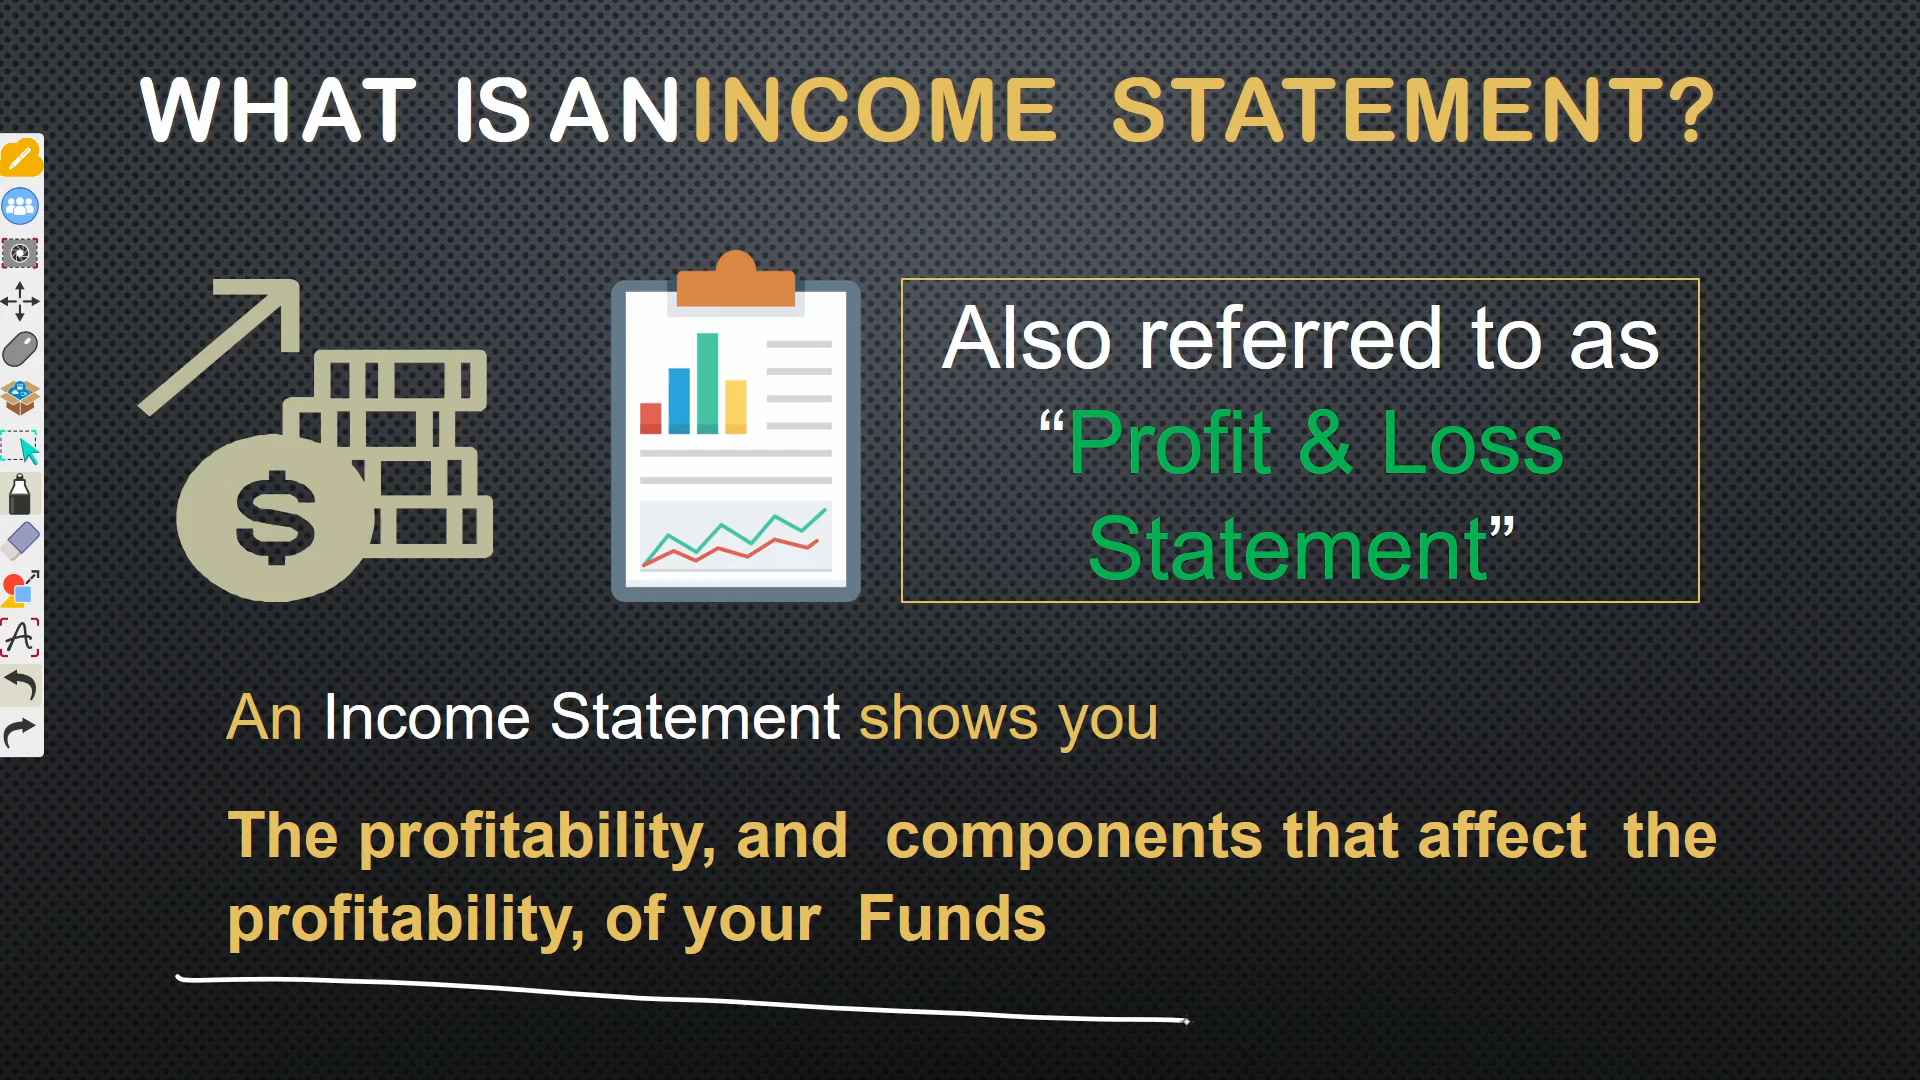 WHAT IS AN INCOME STATEMENT?
Also referred to as
“Profit & Loss
Statement”
$
An Income Statement shows you
The profitability, and components that affect the
profitability, of your Funds